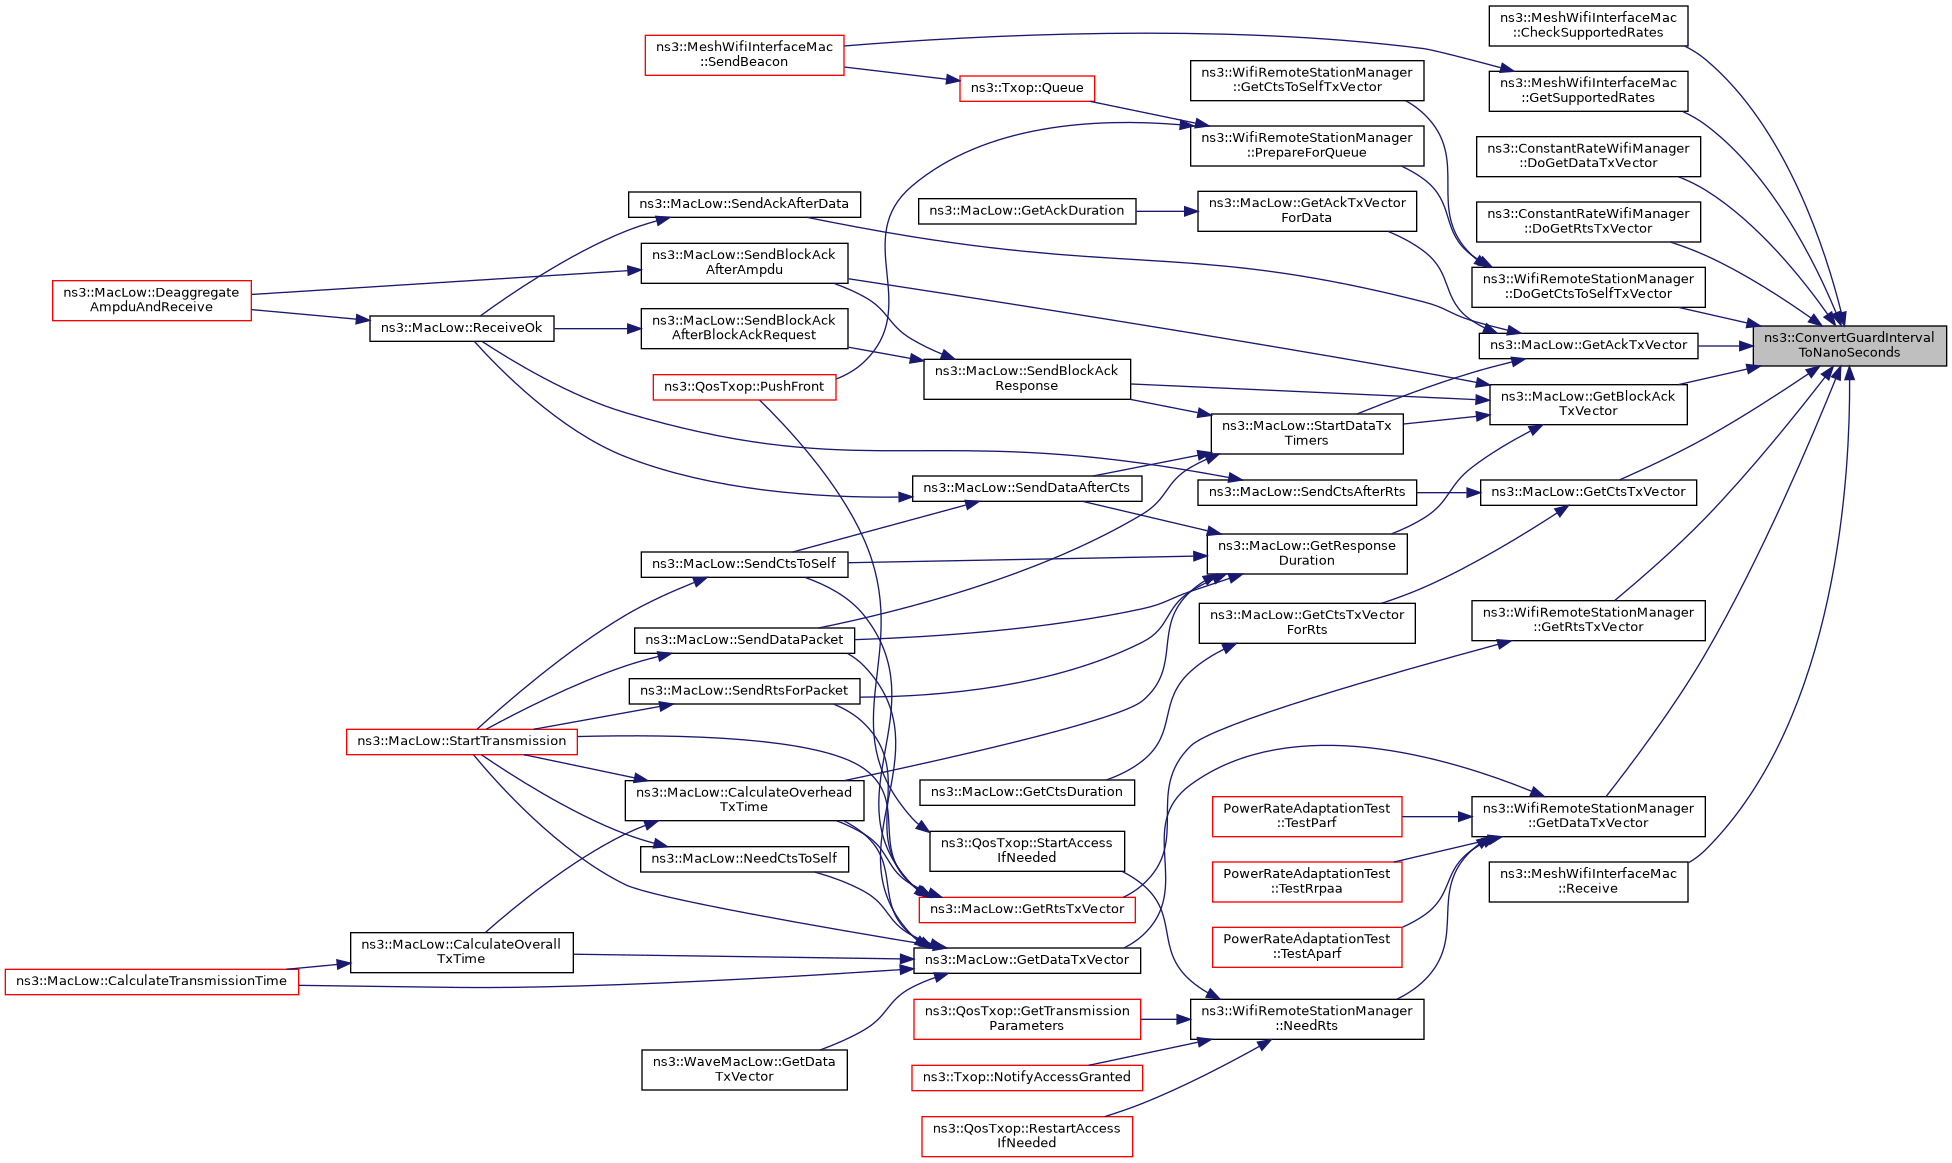 ns3::MeshWifiInterfaceMac
::CheckSupportedRates
ns3::MeshWifiInterfaceMac
::SendBeacon
ns3::WifiRemoteStationManager
::GetCtsToSelfTxVector
ns3::MeshWifiInterfaceMac
::GetSupportedRates
ns3::Txop::Queue
ns3::WifiRemoteStationManager
::PrepareForQueue
ns3::ConstantRateWifiManager
::DoGetDataTxVector
ns3::MacLow::SendAckAfterData
ns3::MacLow::GetAckDuration
ns3::MacLow::GetAckTxVector
ForData
ns3::ConstantRateWifiManager
::DoGetRtsTxVector
ns3::MacLow::SendBlockAck
AfterAmpdu
ns3::WifiRemoteStationManager
::DoGetCtsToSelfTxVector
ns3::MacLow::Deaggregate
AmpduAndReceive
ns3::MacLow::ReceiveOk
ns3::MacLow::SendBlockAck
AfterBlockAckRequest
ns3::MacLow::GetAckTxVector
ns3::ConvertGuardInterval
ToNanoSeconds
ns3::QosTxop::PushFront
ns3::MacLow::SendBlockAck
Response
ns3::MacLow::GetBlockAck
TxVector
ns3::MacLow::StartDataTx
Timers
ns3::MacLow::SendDataAfterCts
ns3::MacLow::SendCtsAfterRts
ns3::MacLow::GetCtsTxVector
ns3::MacLow::SendCtsToSelf
ns3::MacLow::GetResponse
Duration
ns3::MacLow::SendDataPacket
ns3::MacLow::GetCtsTxVector
ForRts
ns3::WifiRemoteStationManager
::GetRtsTxVector
ns3::MacLow::SendRtsForPacket
ns3::MacLow::StartTransmission
ns3::MacLow::CalculateOverhead
TxTime
ns3::MacLow::GetCtsDuration
PowerRateAdaptationTest
::TestParf
ns3::WifiRemoteStationManager
::GetDataTxVector
ns3::MacLow::NeedCtsToSelf
ns3::QosTxop::StartAccess
IfNeeded
PowerRateAdaptationTest
::TestRrpaa
ns3::MeshWifiInterfaceMac
::Receive
ns3::MacLow::GetRtsTxVector
PowerRateAdaptationTest
::TestAparf
ns3::MacLow::CalculateOverall
TxTime
ns3::MacLow::GetDataTxVector
ns3::MacLow::CalculateTransmissionTime
ns3::QosTxop::GetTransmission
Parameters
ns3::WifiRemoteStationManager
::NeedRts
ns3::WaveMacLow::GetData
TxVector
ns3::Txop::NotifyAccessGranted
ns3::QosTxop::RestartAccess
IfNeeded